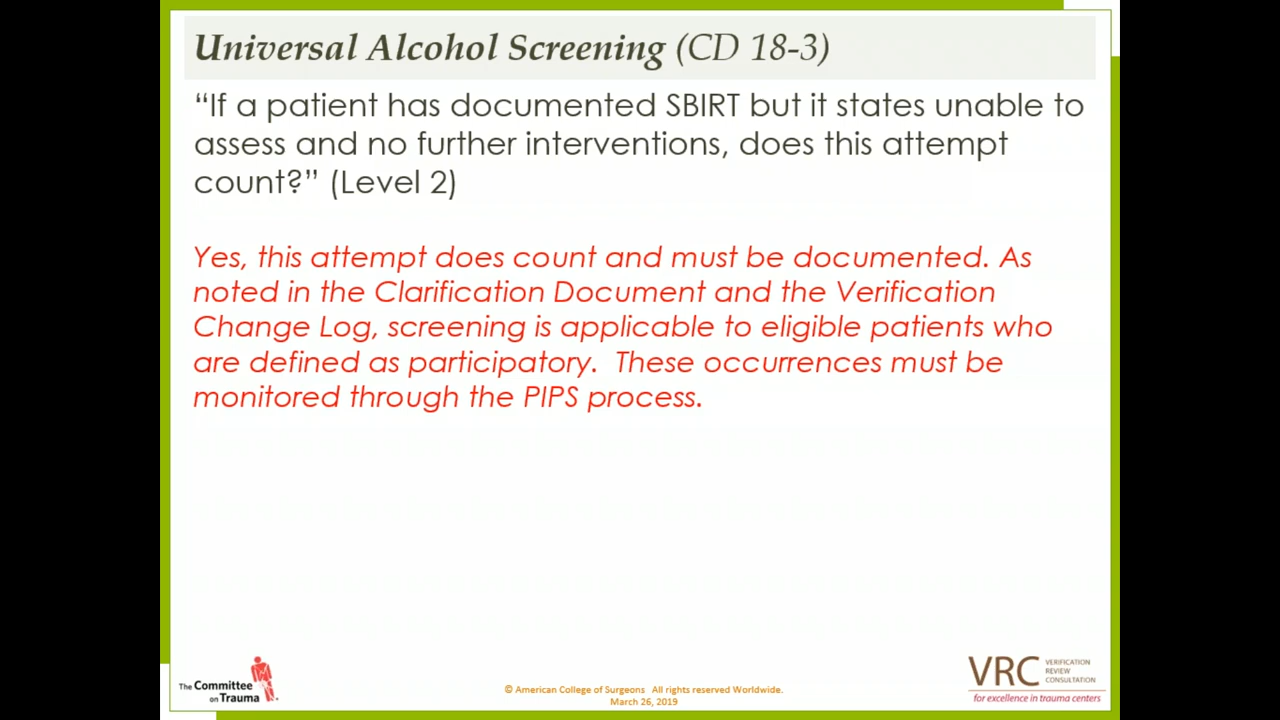 Universal Alcohol Screening (CD 18-3)
“If a patient has documented SBIRT but it states unable to
assess and no further interventions, does this attempt
count?” (Level 2)
Yes, this attempt does count and must be documented. As
noted in the Clarification Document and the Verification
Change Log, screening is applicable to eligible patients who
are defined as participatory. These occurrences must be
monitored through the PIPS process.
The Committee
on Trauma
© American College of Surgeons All rights reserved Worldwide.
March 26, 2019
VRC
VERIFICATION
REVIEW
CONSULTATION
for excellence in trauma centers